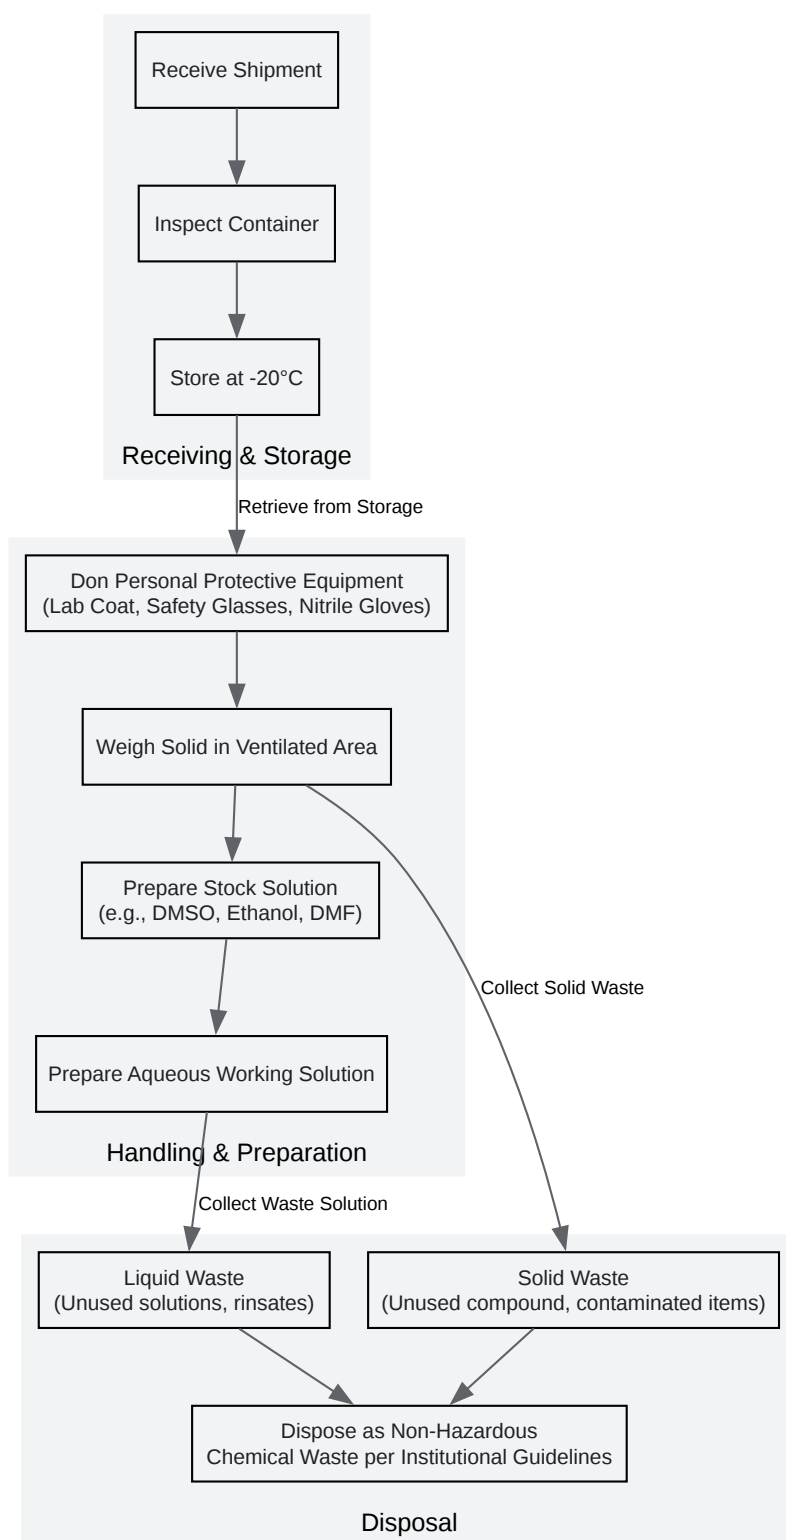 Receive Shipment
Inspect Container
Store at -20°C
Receiving & Storage
Retrieve from Storage
Don Personal Protective Equipment
(Lab Coat, Safety Glasses, Nitrile Gloves)
Weigh Solid in Ventilated Area
Prepare Stock Solution
(e.g., DMSO, Ethanol, DMF)
Collect Solid Waste
Prepare Aqueous Working Solution
Handling & Preparation
Collect Waste Solution
Liquid Waste
(Unused solutions, rinsates)
Solid Waste
(Unused compound, contaminated items)
Dispose as Non-Hazardous
Chemical Waste per Institutional Guidelines
Disposal